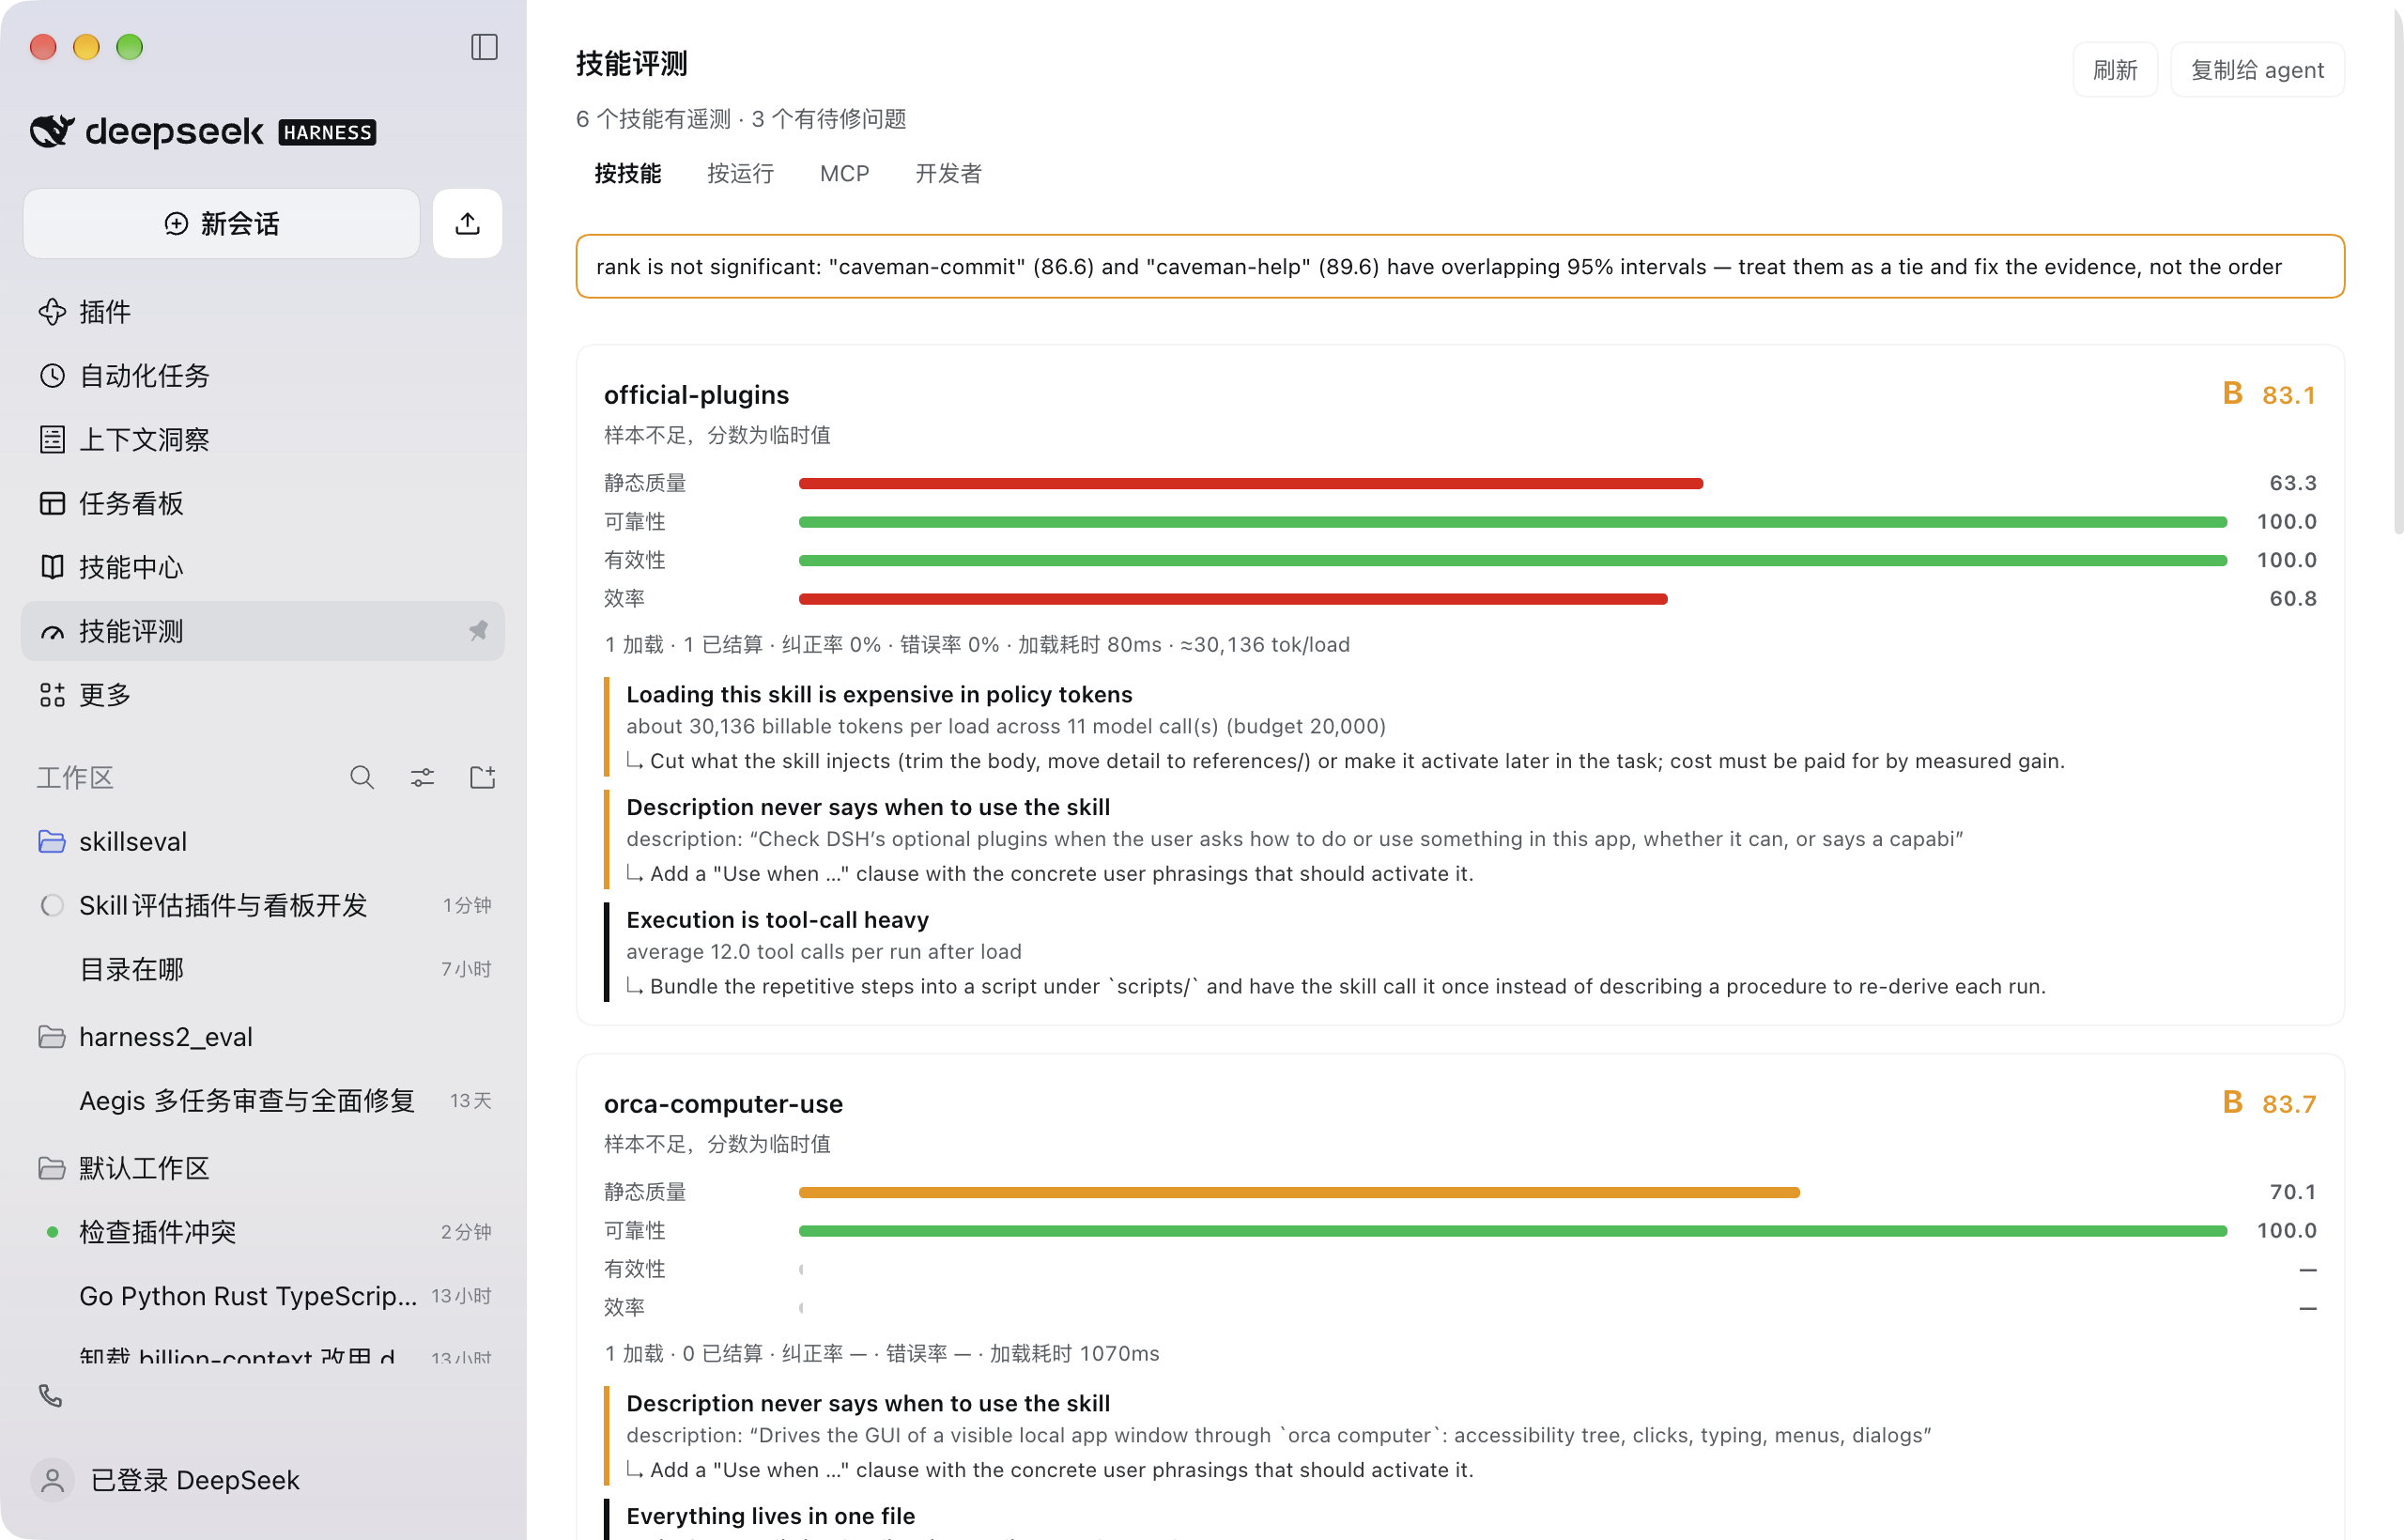 deepseek HARNESS
新会话
插件
自动化任务
上下文洞察
任务看板
技能中心
技能评测
更多
工作区
skillseval
Skill 评估插件与看板开发 1 分钟
目录在哪 7 小时
harness2_eval
Aegis 多任务审查与全面修复 13 天
默认工作区
检查插件冲突 2 分钟
Go Python Rust TypeScrip... 13 小时
卸载 billion-context 改用 d 13 小时
已登录 DeepSeek
技能评测
刷新 复制给 agent
6 个技能有遥测 · 3 个有待修问题
按技能 按运行 MCP 开发者
rank is not significant: "caveman-commit" (86.6) and "caveman-help" (89.6) have overlapping 95% intervals — treat them as a tie and fix the evidence, not the order
official-plugins B 83.1
样本不足，分数为临时值
静态质量 63.3
可靠性 100.0
有效性 100.0
效率 60.8
1 加载 · 1 已结算 · 纠正率 0% · 错误率 0% · 加载耗时 80ms · ≈30,136 tok/load
Loading this skill is expensive in policy tokens
about 30,136 billable tokens per load across 11 model call(s) (budget 20,000)
Cut what the skill injects (trim the body, move detail to references/) or make it activate later in the task; cost must be paid for by measured gain.
Description never says when to use the skill
description: “Check DSH’s optional plugins when the user asks how to do or use something in this app, whether it can, or says a capabi”
Add a "Use when ..." clause with the concrete user phrasings that should activate it.
Execution is tool-call heavy
average 12.0 tool calls per run after load
Bundle the repetitive steps into a script under `scripts/` and have the skill call it once instead of describing a procedure to re-derive each run.
orca-computer-use B 83.7
样本不足，分数为临时值
静态质量 70.1
可靠性 100.0
有效性 —
效率 —
1 加载 · 0 已结算 · 纠正率 — · 错误率 — · 加载耗时 1070ms
Description never says when to use the skill
description: “Drives the GUI of a visible local app window through `orca computer`: accessibility tree, clicks, typing, menus, dialogs”
Add a "Use when ..." clause with the concrete user phrasings that should activate it.
Everything lives in one file